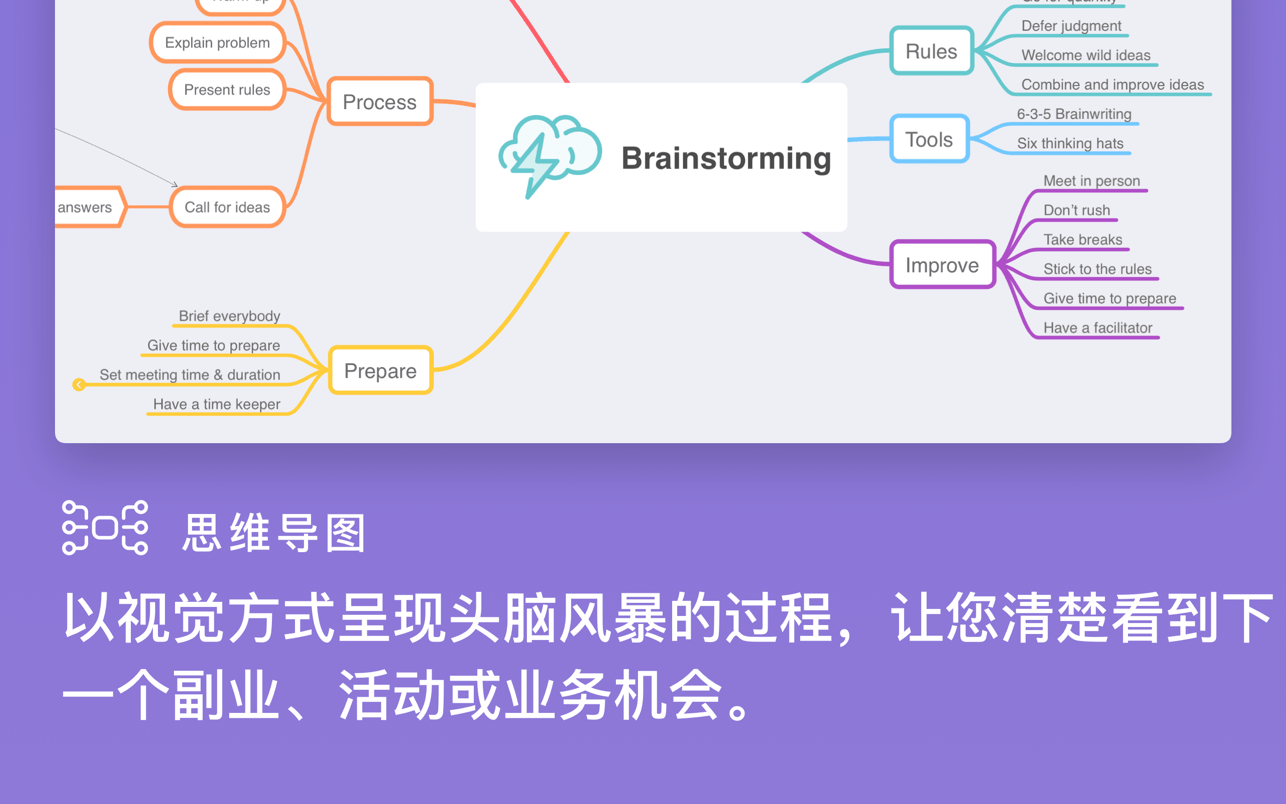 Explain problem
Present rules
Process
answers
Call for ideas
Brainstorming
Brief everybody
Give time to prepare
Set meeting time & duration
Have a time keeper
Prepare
Rules
Go for quantity
Defer judgment
Welcome wild ideas
Combine and improve ideas
Tools
6-3-5 Brainwriting
Six thinking hats
Improve
Meet in person
Don't rush
Take breaks
Stick to the rules
Give time to prepare
Have a facilitator
思维导图
以视觉方式呈现头脑风暴的过程，让您清楚看到下
一个副业、活动或业务机会。